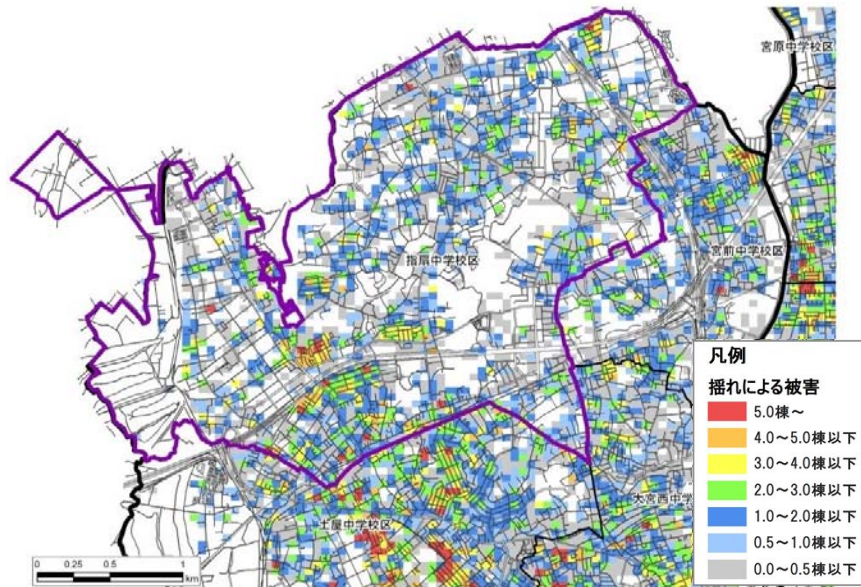 宮原中学校区
指扇中学校区
宮前中学校区
凡例
揺れによる被害
5.0棟~
4.0~5.0棟以下
3.0~4.0棟以下
2.0~3.0棟以下
1.0~2.0棟以下
0.5~1.0棟以下
0.0~0.5棟以下
大宮西中学
土屋中学校区
0 0.25 0.5 1
km